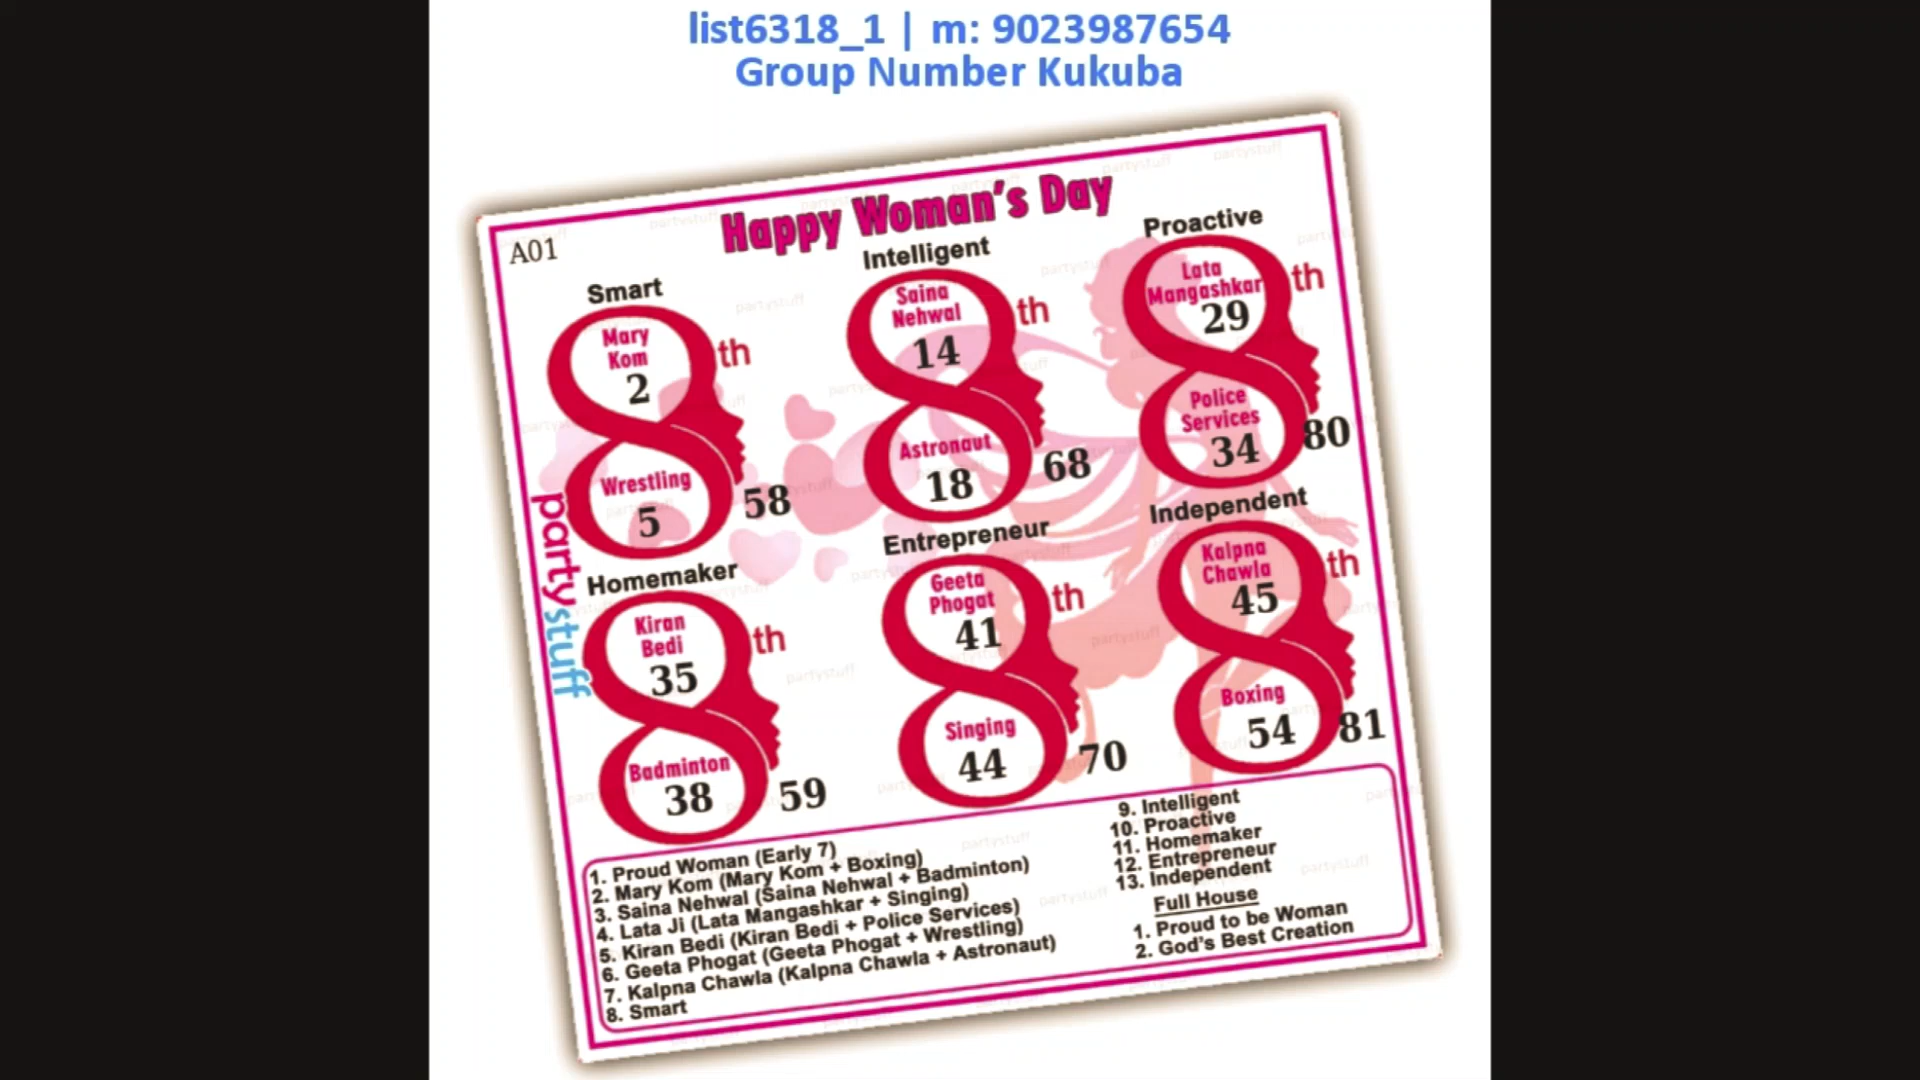 list6318_1 | m: 9023987654
Group Number Kukuba
Happy Woman's Day
A01
Smart
Mary
Kom
2
th
Wrestling
5
58
Intelligent
Saina
Nehwal
14
th
Astronaut
18
68
Proactive
Lata
Mangashkar
29
th
Police
Services
34
80
partystuff
Homemaker
Kiran
Bedi
35
th
Badminton
38
59
Entrepreneur
Geeta
Phogat
41
th
Singing
44
70
Independent
Kalpna
Chawla
45
th
Boxing
54
81
1. Proud Woman (Early 7)
2. Mary Kom (Mary Kom + Boxing)
3. Saina Nehwal (Saina Nehwal + Badminton)
4. Lata Ji (Lata Mangashkar + Singing)
5. Kiran Bedi (Kiran Bedi + Police Services)
6. Geeta Phogat (Geeta Phogat + Wrestling)
7. Kalpna Chawla (Kalpna Chawla + Astronaut)
8. Smart
9. Intelligent
10. Proactive
11. Homemaker
12. Entrepreneur
13. Independent
Full House
1. Proud to be Woman
2. God's Best Creation